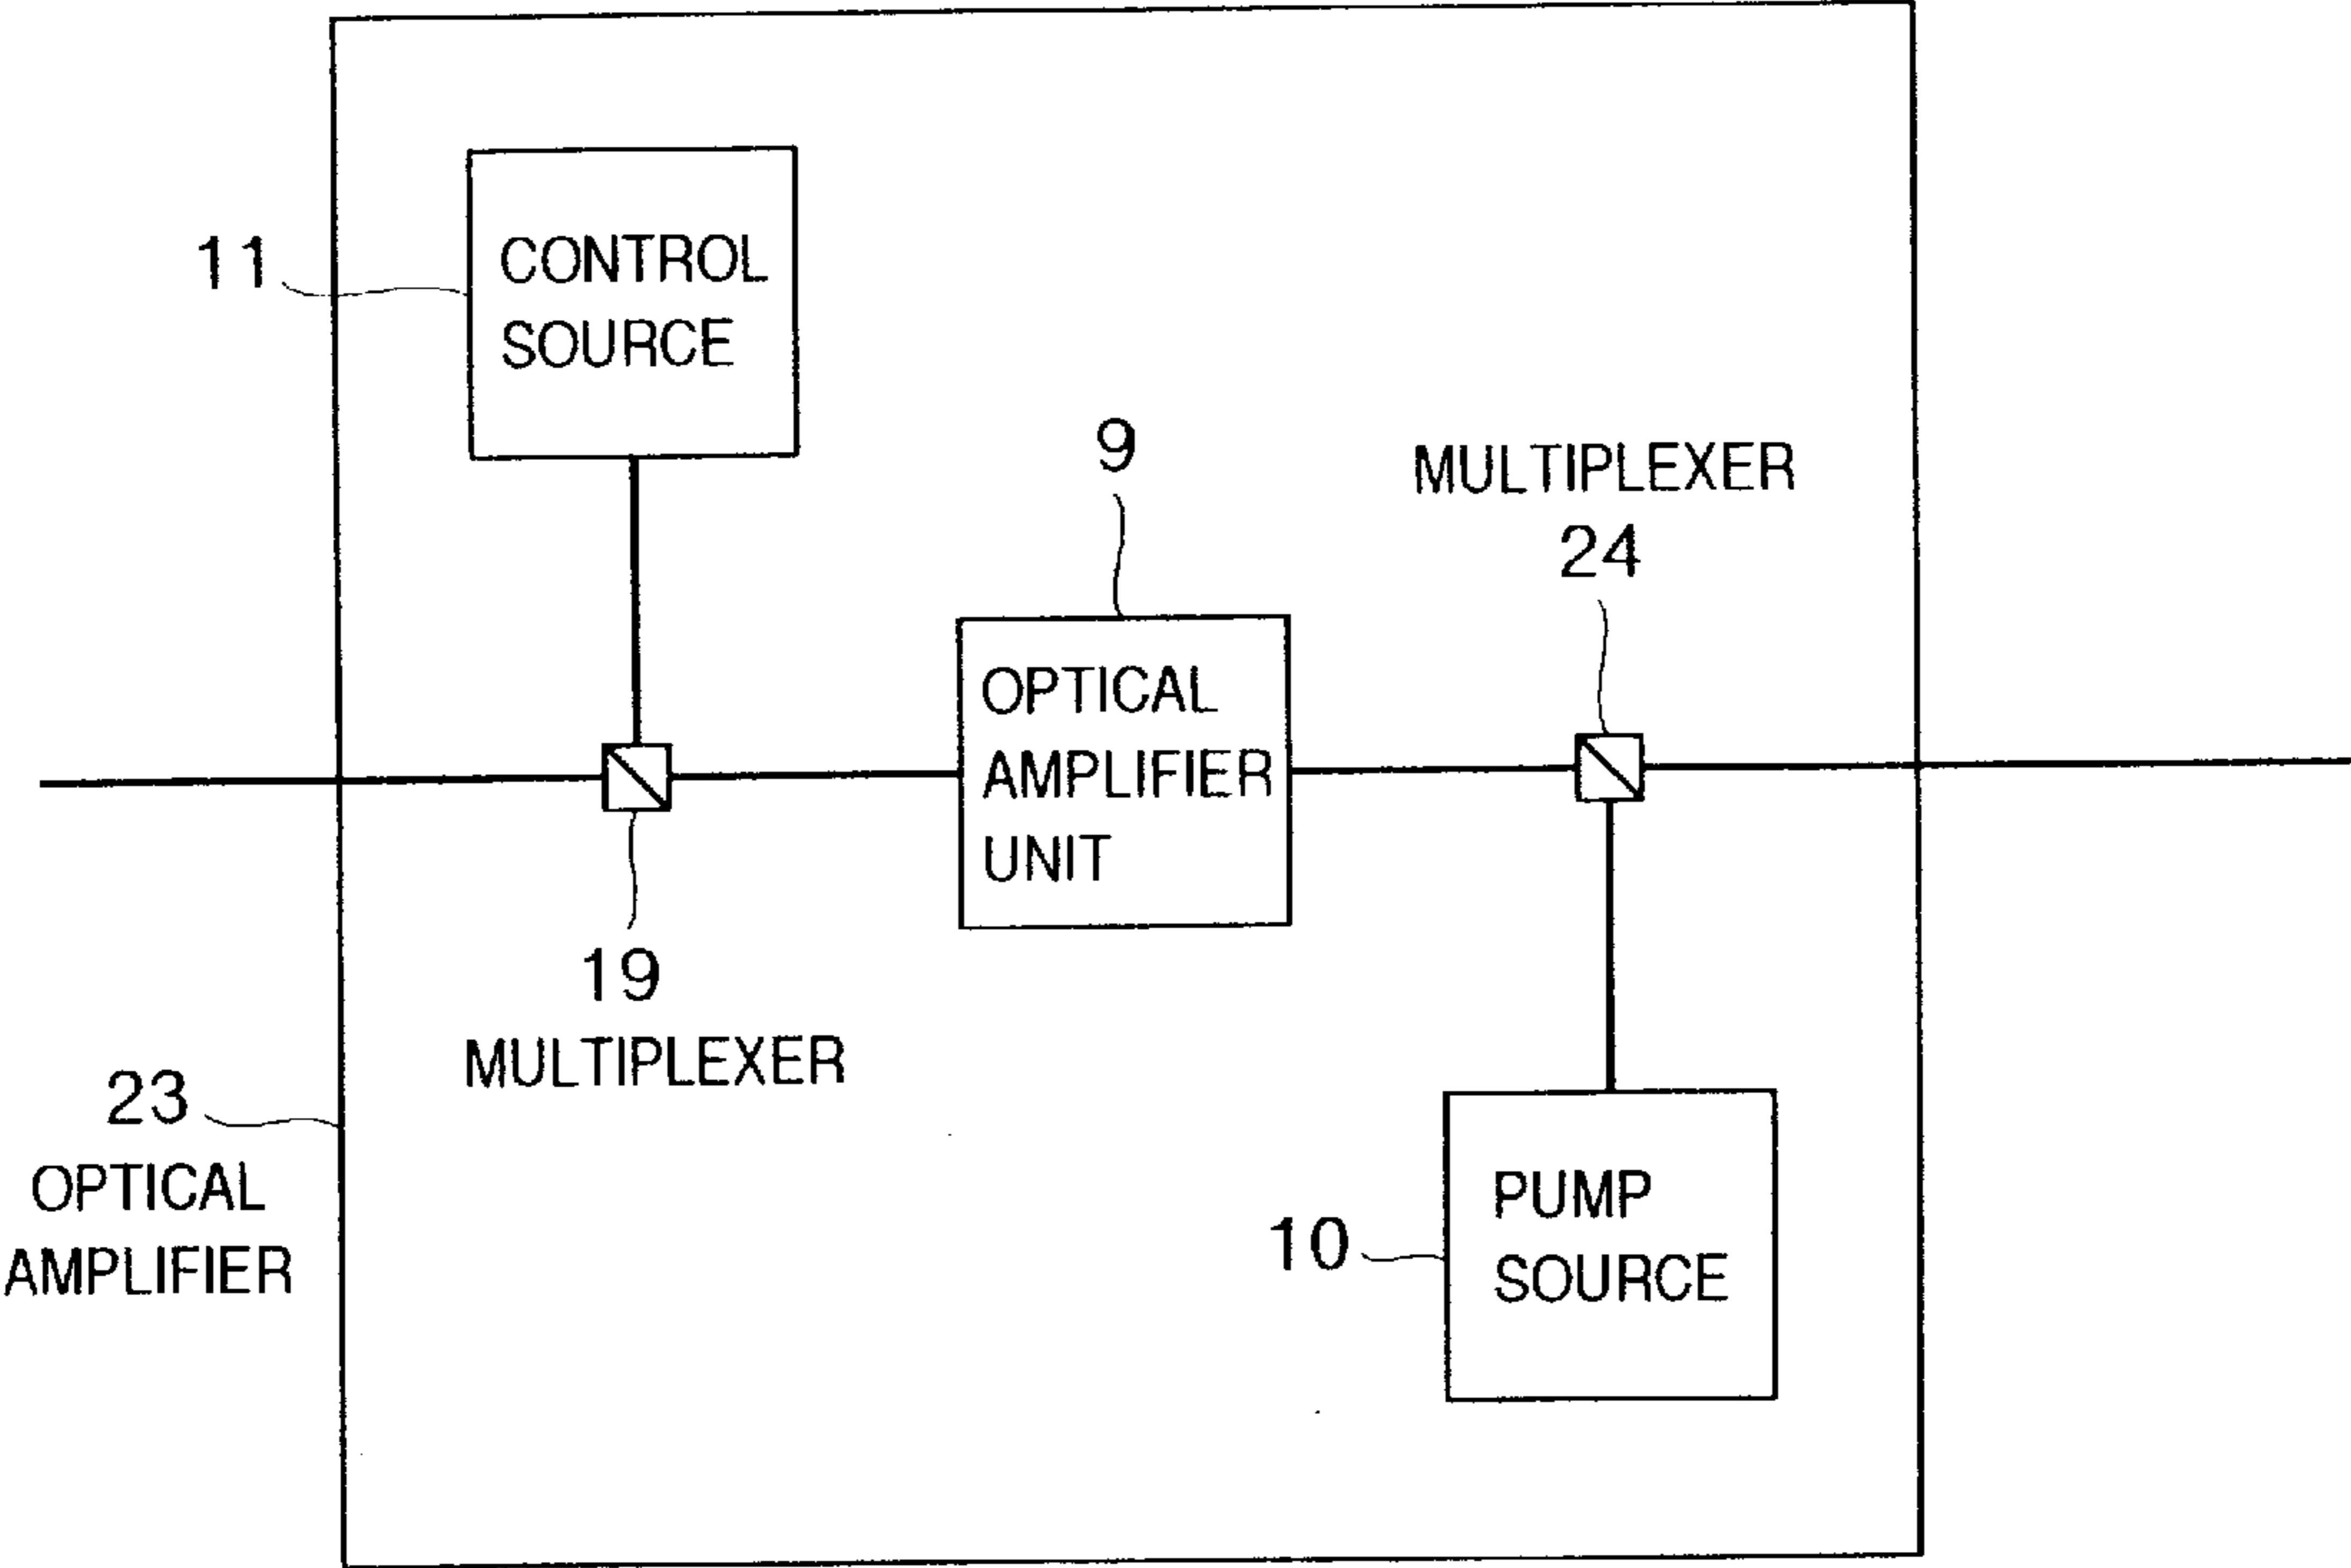 11
CONTROL
SOURCE
9
MULTIPLEXER
24
OPTICAL
AMPLIFIER
UNIT
19
MULTIPLEXER
23
OPTICAL
AMPLIFIER
10
PUMP
SOURCE